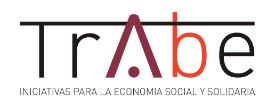 TrAbe
INICIATIVAS PARA LA ECONOMIA SOCIAL Y SOLIDARIA